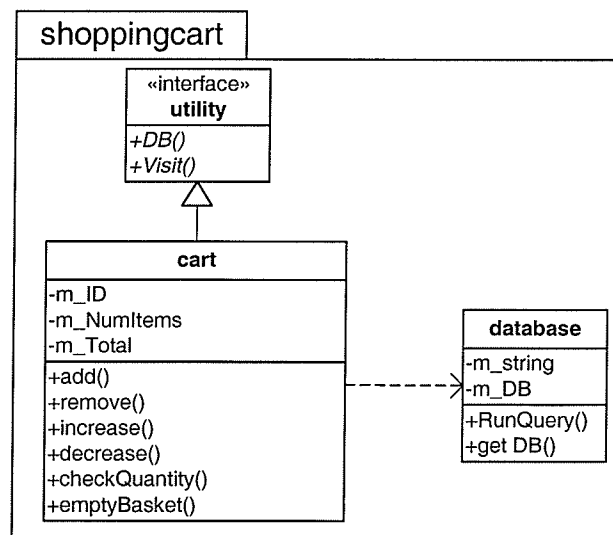 shoppingcart
«interface»
utility
+DB()
+Visit()
cart
-m_ID
-m_NumItems
-m_Total
+add()
+remove()
+increase()
+decrease()
+checkQuantity()
+emptyBasket()
database
-m_string
-m_DB
+RunQuery()
+get DB()